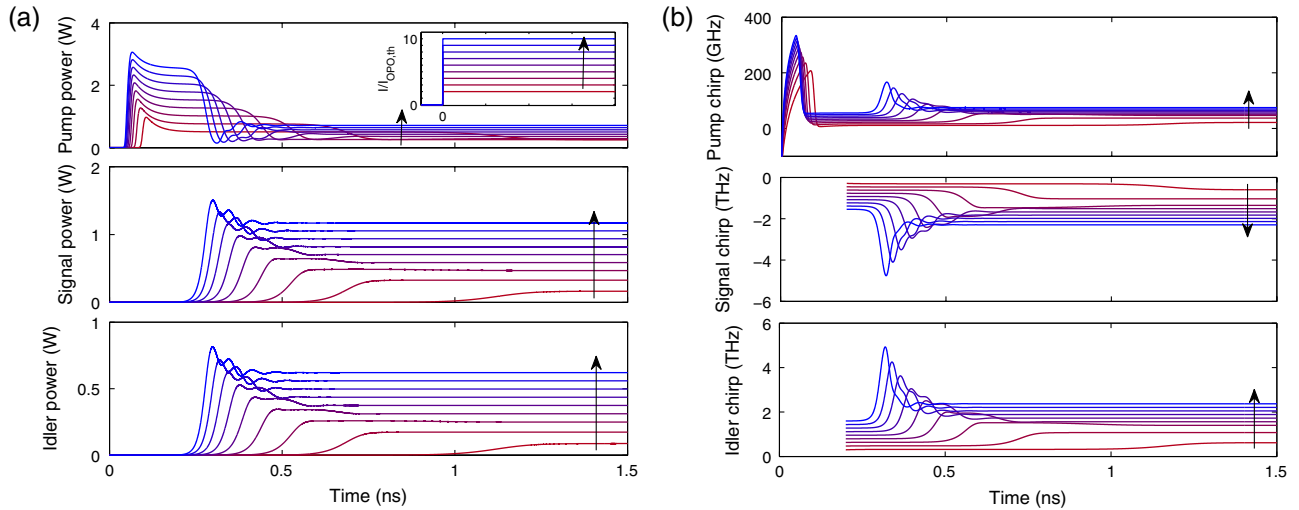 (a)
Pump power (W)
4
2
0
I/I_OPO,th
10
5
0
0
Signal power (W)
2
1
0
Idler power (W)
1
0.5
0
0
0.5
1
1.5
Time (ns)
(b)
Pump chirp (GHz)
400
200
0
Signal chirp (THz)
0
−2
−4
−6
Idler chirp (THz)
6
4
2
0
0
0.5
1
1.5
Time (ns)